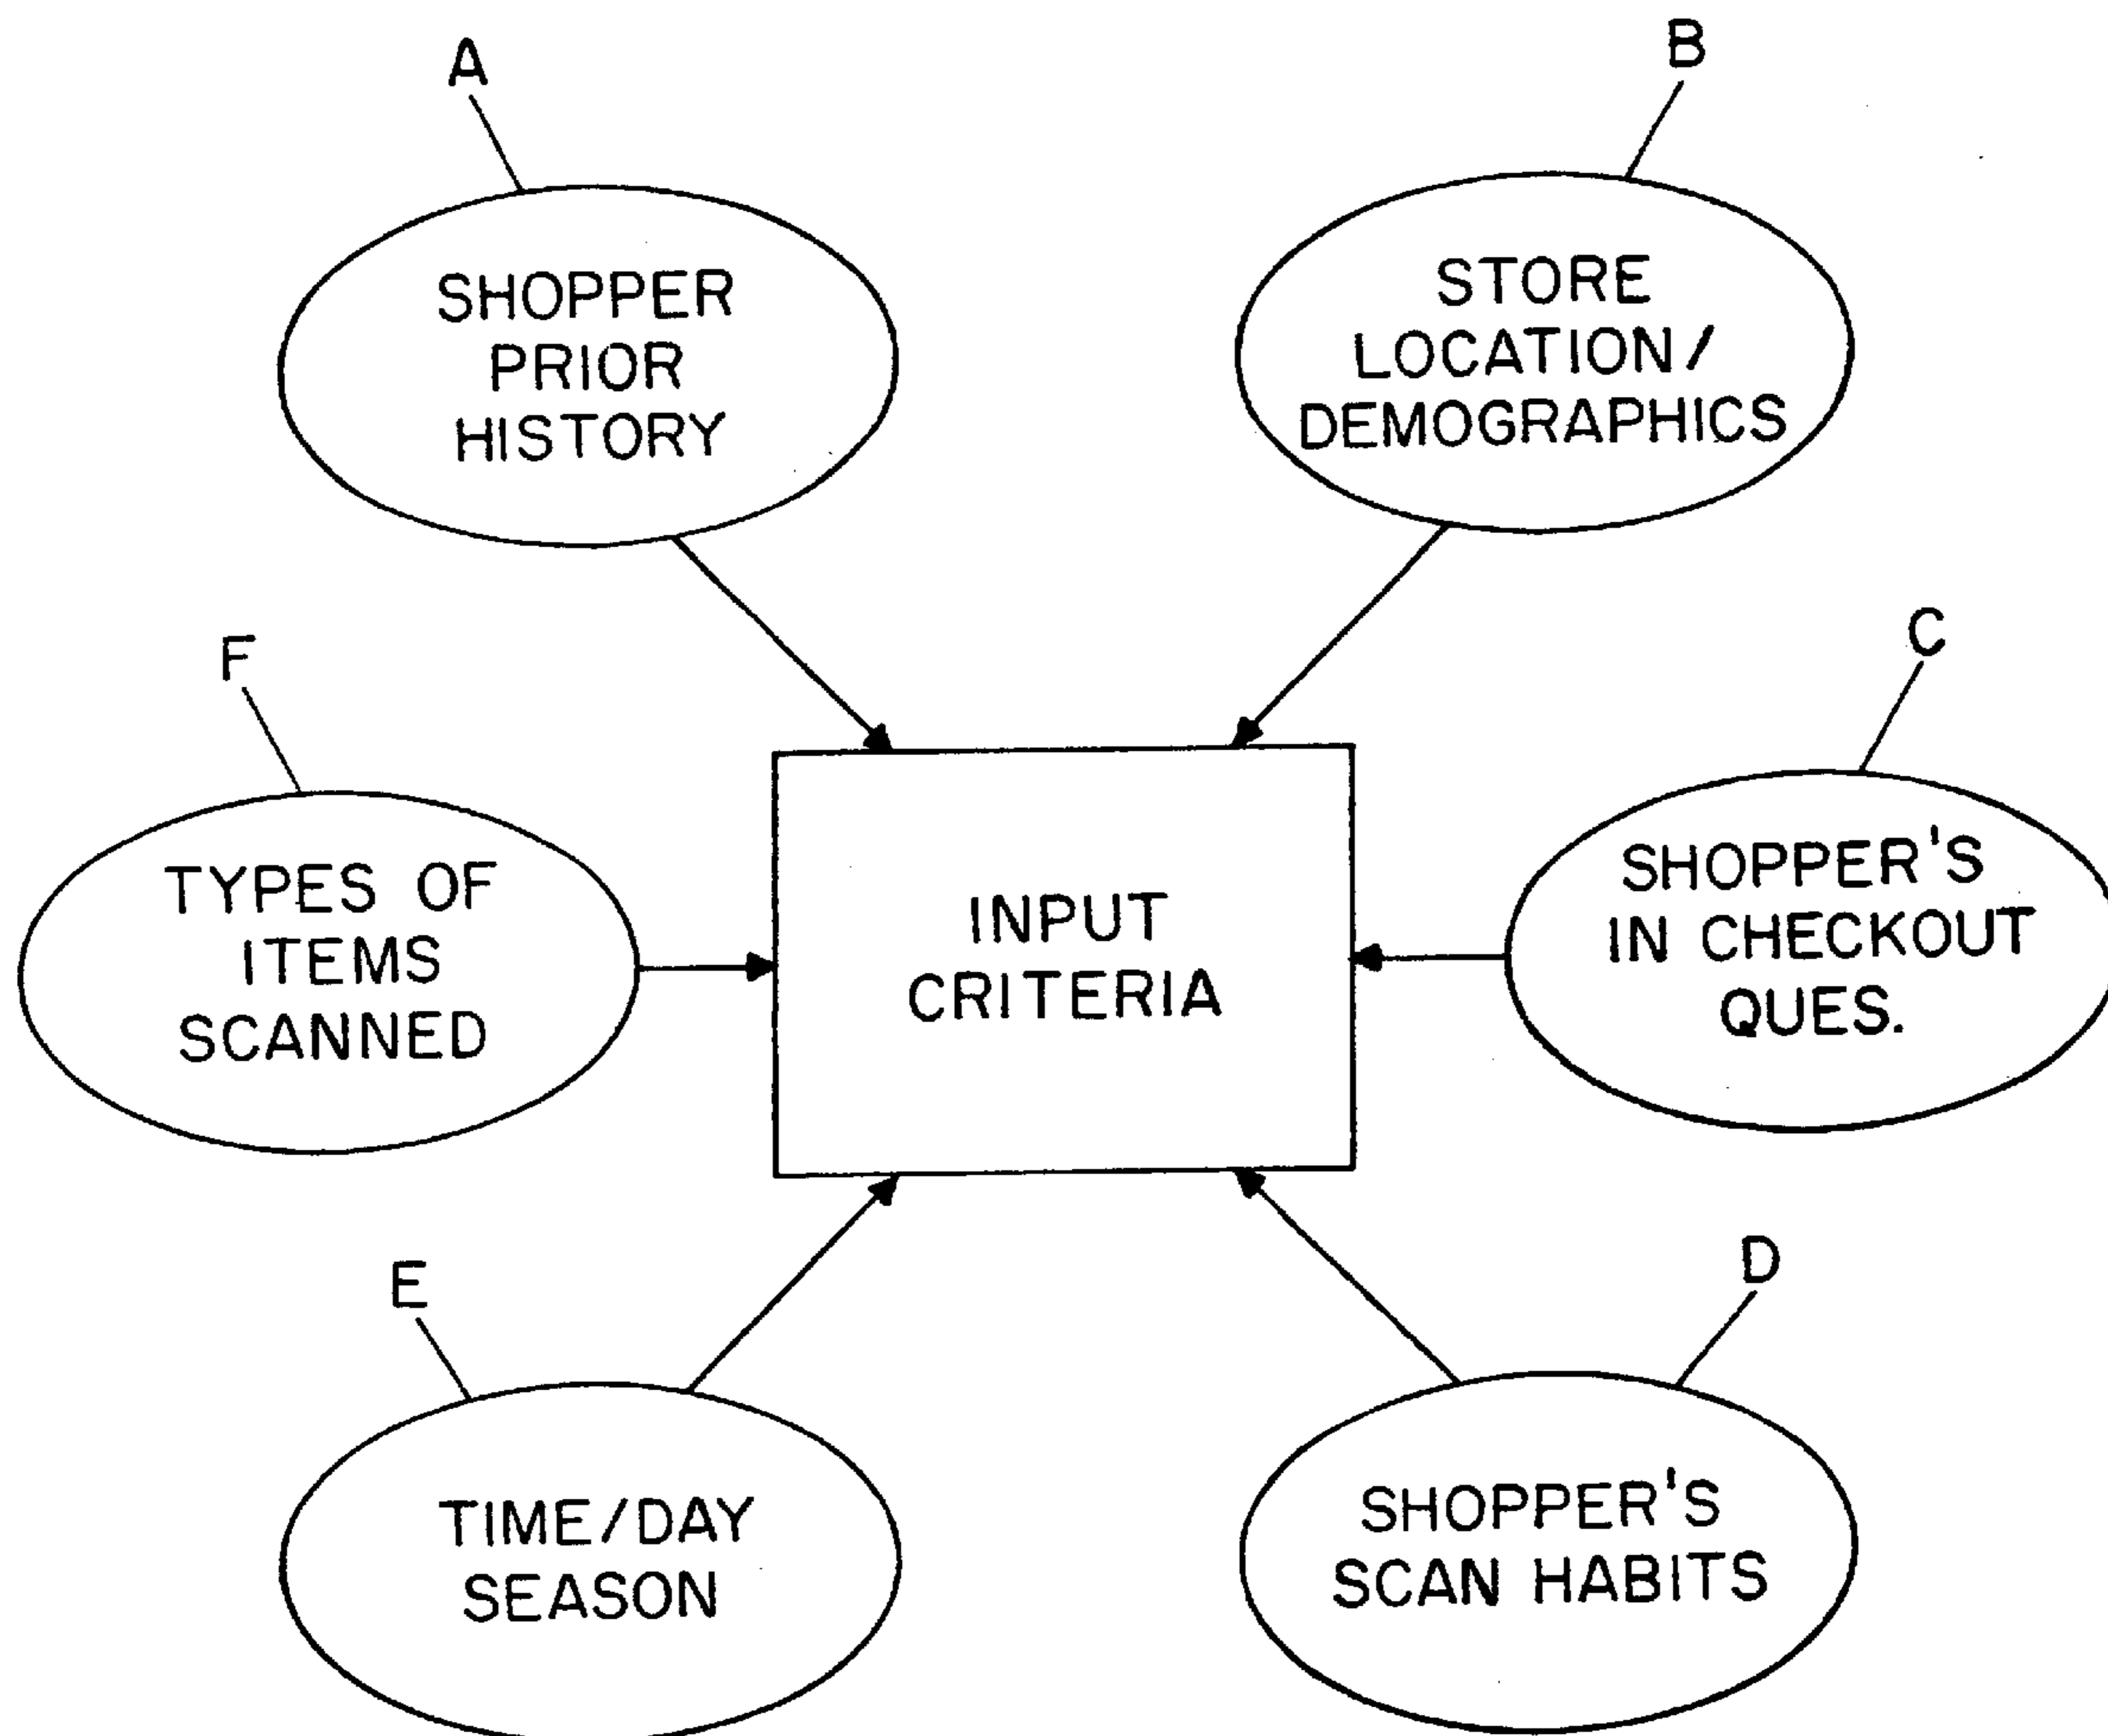 A
SHOPPER
PRIOR
HISTORY
B
STORE
LOCATION/
DEMOGRAPHICS
F
TYPES OF
ITEMS
SCANNED
INPUT
CRITERIA
C
SHOPPER'S
IN CHECKOUT
QUES.
E
TIME/DAY
SEASON
D
SHOPPER'S
SCAN HABITS